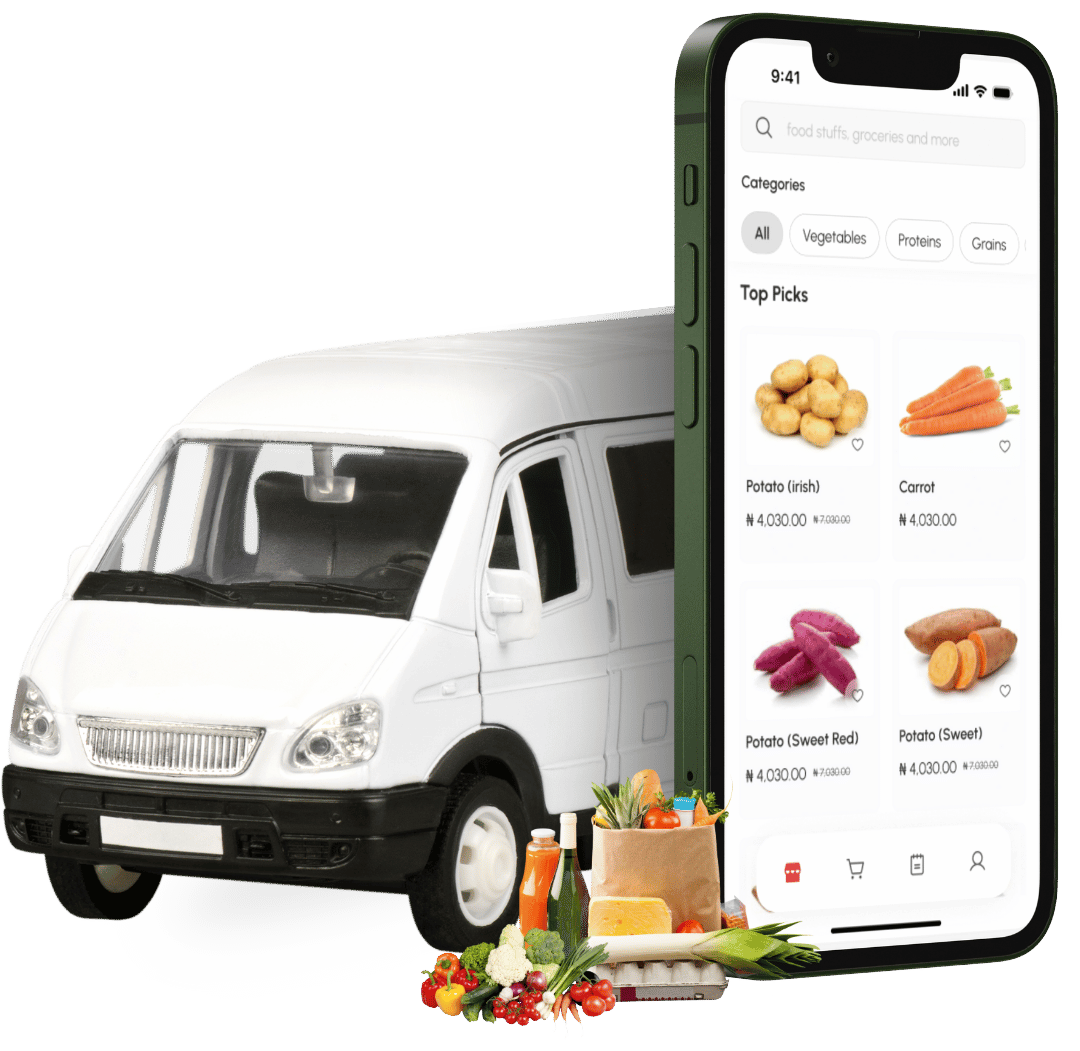 9:41
food stuffs, groceries and more
Categories
All Vegetables Proteins Grains
Top Picks
Potato (irish) Carrot
₦ 4,030.00 ₦ 7,030.00 ₦ 4,030.00
Potato (Sweet Red) Potato (Sweet)
₦ 4,030.00 ₦ 7,030.00 ₦ 4,030.00 ₦ 7,030.00